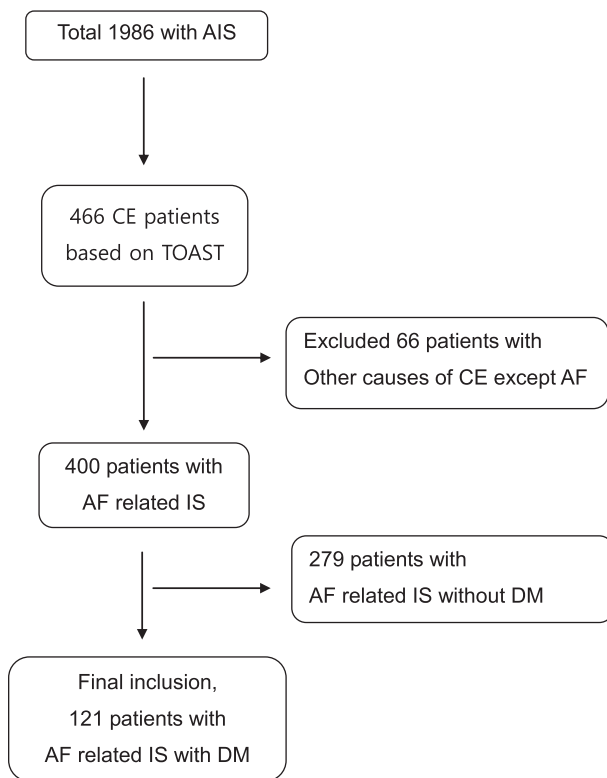 Total 1986 with AIS
466 CE patients
based on TOAST
Excluded 66 patients with
Other causes of CE except AF
400 patients with
AF related IS
279 patients with
AF related IS without DM
Final inclusion,
121 patients with
AF related IS with DM